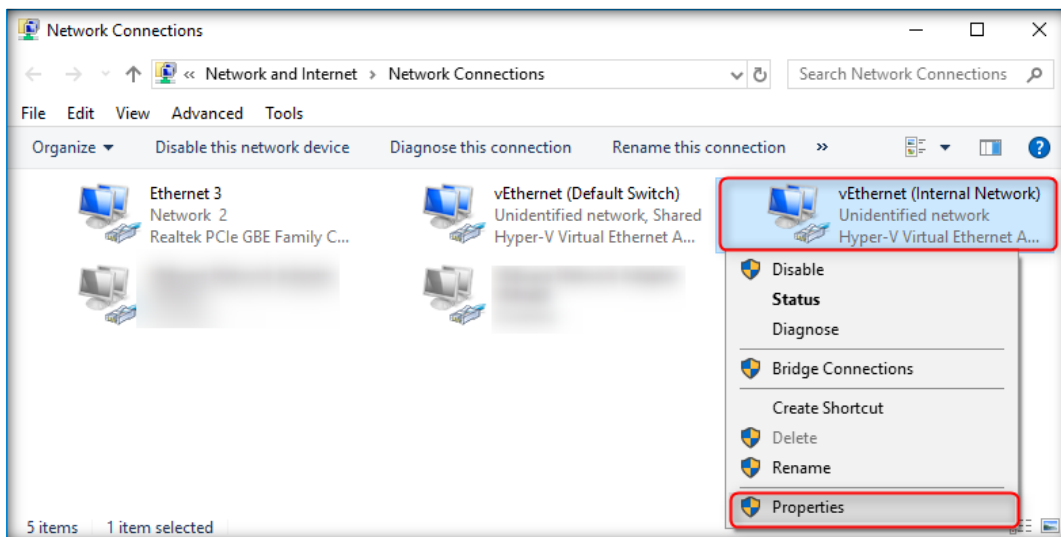 Network Connections
« Network and Internet › Network Connections
Search Network Connections
File Edit View Advanced Tools
Organize Disable this network device Diagnose this connection Rename this connection »
Ethernet 3
Network 2
Realtek PCIe GBE Family C...
vEthernet (Default Switch)
Unidentified network, Shared
Hyper-V Virtual Ethernet A...
vEthernet (Internal Network)
Unidentified network
Hyper-V Virtual Ethernet A...
Disable
Status
Diagnose
Bridge Connections
Create Shortcut
Delete
Rename
Properties
5 items 1 item selected